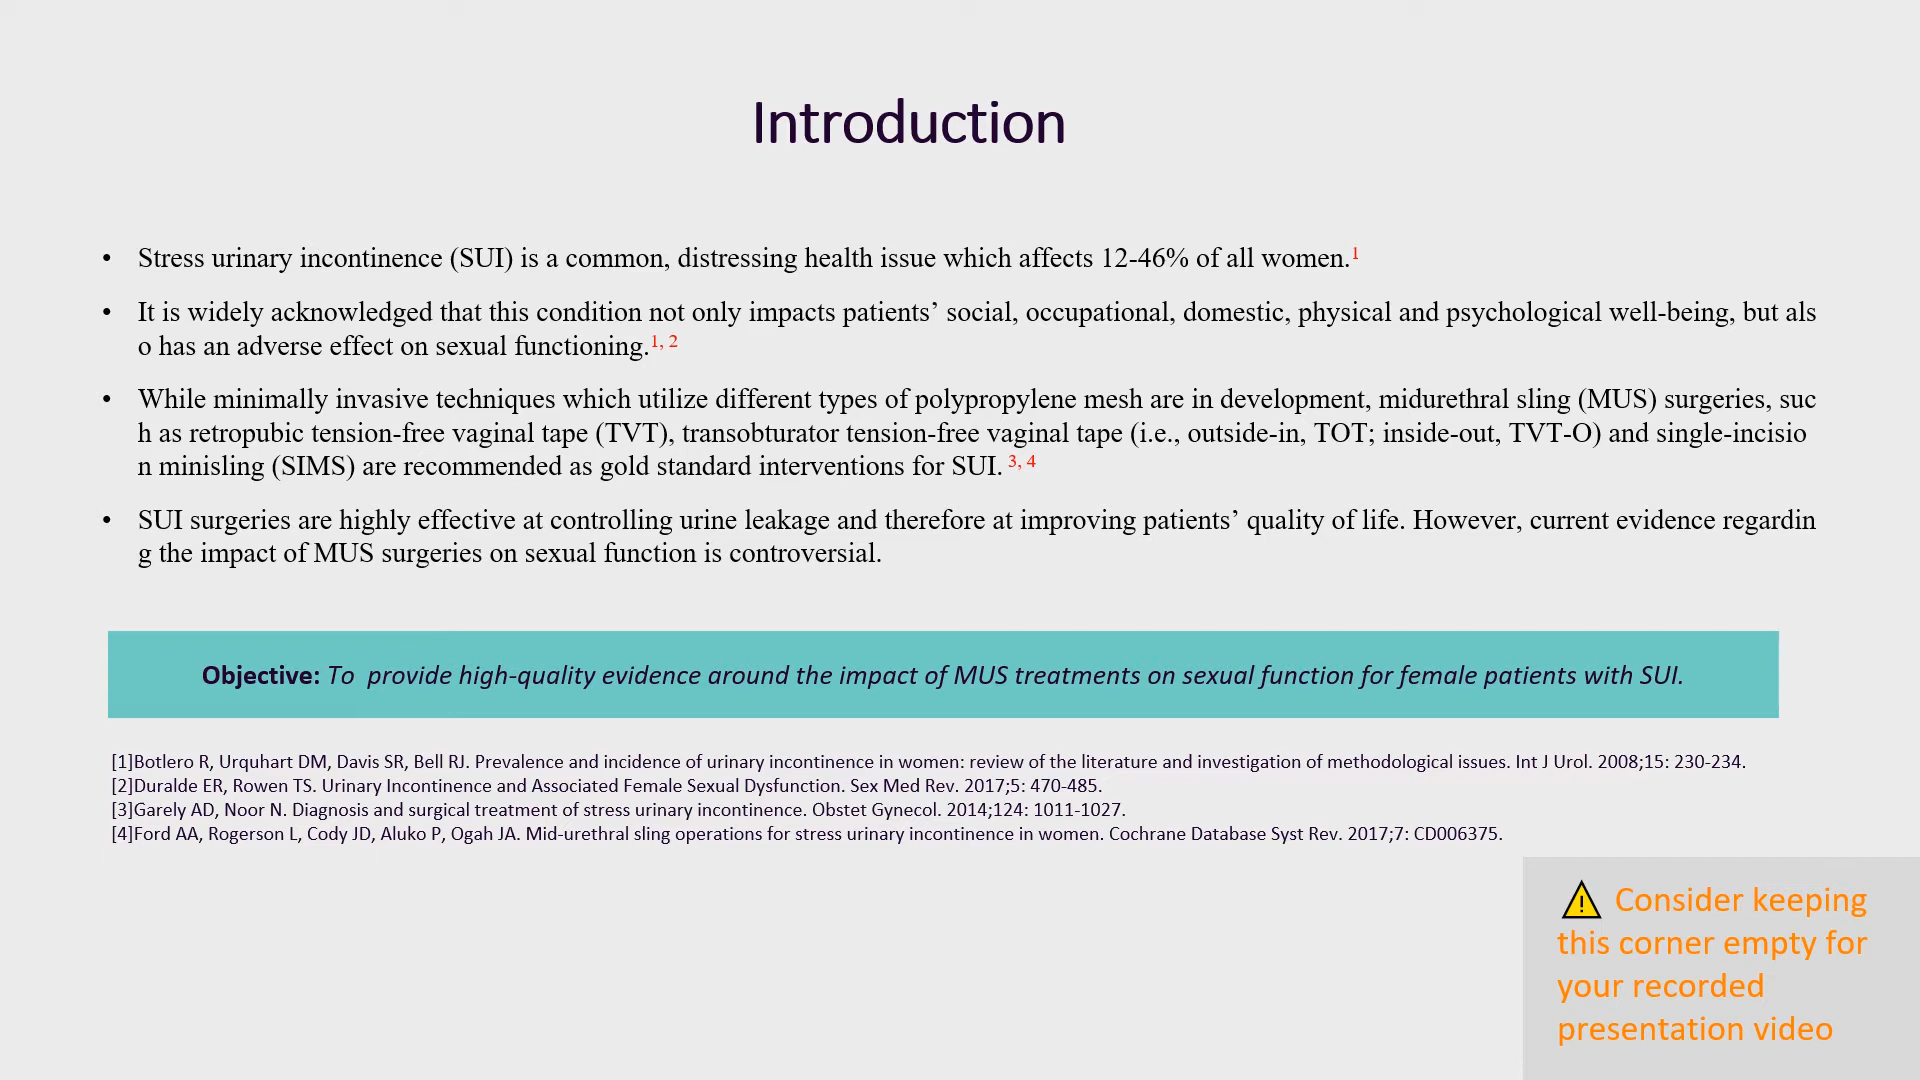 Introduction
• Stress urinary incontinence (SUI) is a common, distressing health issue which affects 12-46% of all women.1
• It is widely acknowledged that this condition not only impacts patients’ social, occupational, domestic, physical and psychological well-being, but als
o has an adverse effect on sexual functioning.1, 2
• While minimally invasive techniques which utilize different types of polypropylene mesh are in development, midurethral sling (MUS) surgeries, suc
h as retropubic tension-free vaginal tape (TVT), transobturator tension-free vaginal tape (i.e., outside-in, TOT; inside-out, TVT-O) and single-incisio
n minisling (SIMS) are recommended as gold standard interventions for SUI. 3, 4
• SUI surgeries are highly effective at controlling urine leakage and therefore at improving patients’ quality of life. However, current evidence regardin
g the impact of MUS surgeries on sexual function is controversial.
Objective: To  provide high-quality evidence around the impact of MUS treatments on sexual function for female patients with SUI.
[1]Botlero R, Urquhart DM, Davis SR, Bell RJ. Prevalence and incidence of urinary incontinence in women: review of the literature and investigation of methodological issues. Int J Urol. 2008;15: 230-234.
[2]Duralde ER, Rowen TS. Urinary Incontinence and Associated Female Sexual Dysfunction. Sex Med Rev. 2017;5: 470-485.
[3]Garely AD, Noor N. Diagnosis and surgical treatment of stress urinary incontinence. Obstet Gynecol. 2014;124: 1011-1027.
[4]Ford AA, Rogerson L, Cody JD, Aluko P, Ogah JA. Mid-urethral sling operations for stress urinary incontinence in women. Cochrane Database Syst Rev. 2017;7: CD006375.
⚠ Consider keeping
this corner empty for
your recorded
presentation video